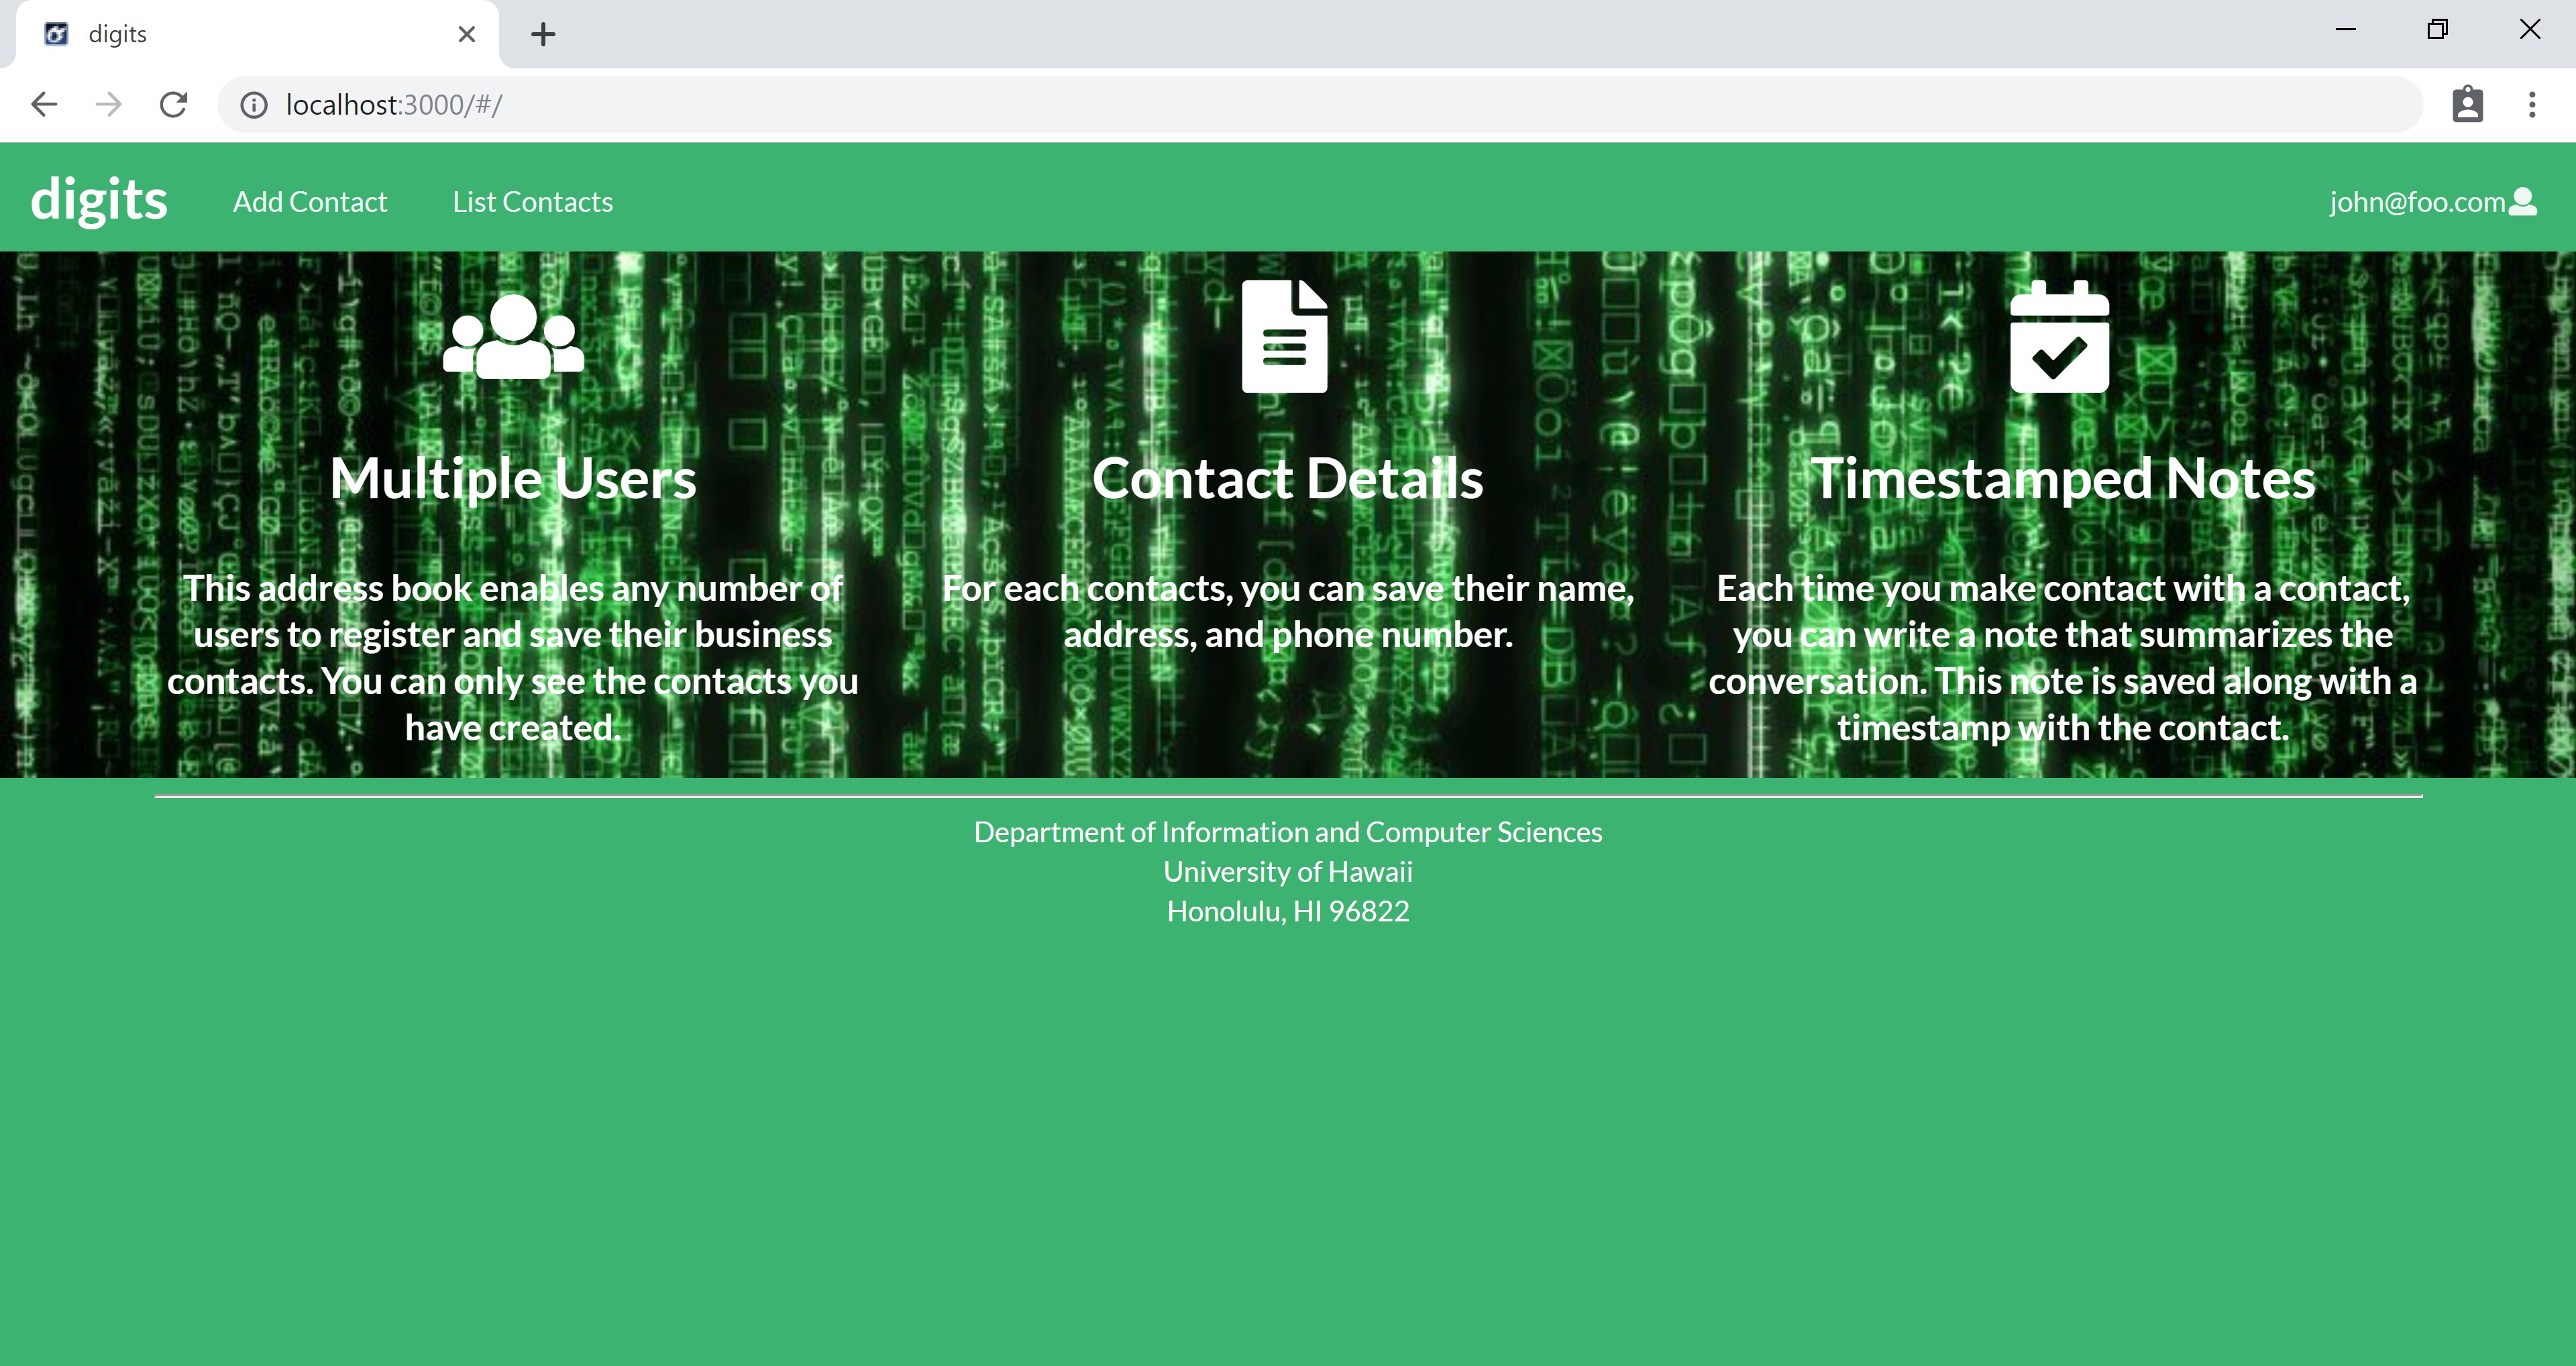 digits
localhost:3000/#/
digits Add Contact List Contacts john@foo.com
Multiple Users
This address book enables any number of
users to register and save their business
contacts. You can only see the contacts you
have created.
Contact Details
For each contacts, you can save their name,
address, and phone number.
Timestamped Notes
Each time you make contact with a contact,
you can write a note that summarizes the
conversation. This note is saved along with a
timestamp with the contact.
Department of Information and Computer Sciences
University of Hawaii
Honolulu, HI 96822